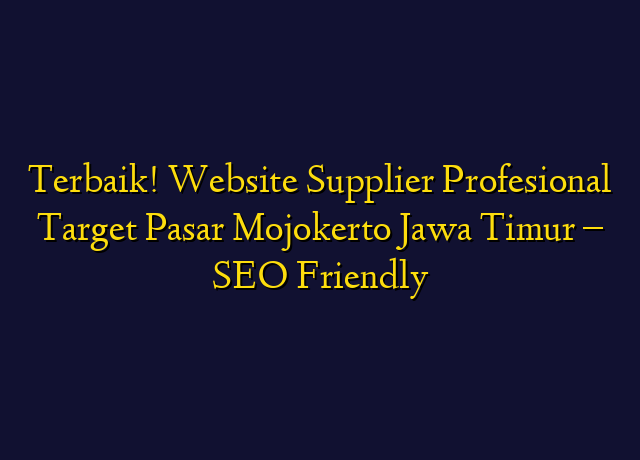 Terbaik! Website Supplier Profesional
Target Pasar Mojokerto Jawa Timur –
SEO Friendly